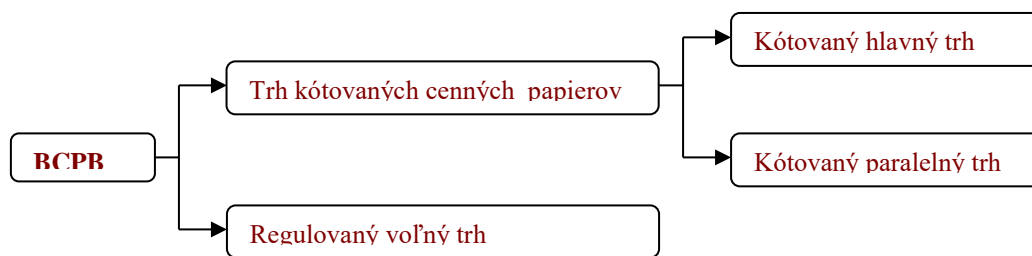 Kótovaný hlavný trh
Trh kótovaných cenných papierov
BCPB
Kótovaný paralelný trh
Regulovaný voľný trh